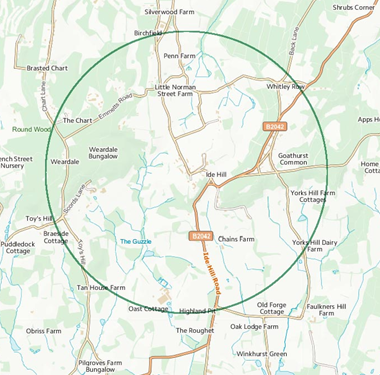 Silverwood Farm
Shrubs Corner
Birchfield
Back Lane
Penn Farm
Brasted Chart
Little Norman
Street Farm
Whitley Row
Chart Lane
Emmetts Road
The Chart
Apps H
B2042
Round Wood
Weardale
Bungalow
Goathurst
Common
ench Street
Nursery
Weardale
Home
Cotta
Ide Hill
Scords Lane
Yorks Hill Farm
Cottages
Toy's Hill
Braeside
Cottage
B2042
Chains Farm
Puddledock
Cottage
The Guzzle
Yorks Hill Dairy
Farm
Ide Hill Road
Tan House Farm
Oast Cottage
Highland Pit
Old Forge
Cottage
Faulkners Hill
Farm
Obriss Farm
The Roughet
Oak Lodge Farm
Winkhurst Green
Pilgroves Farm
Bungalow